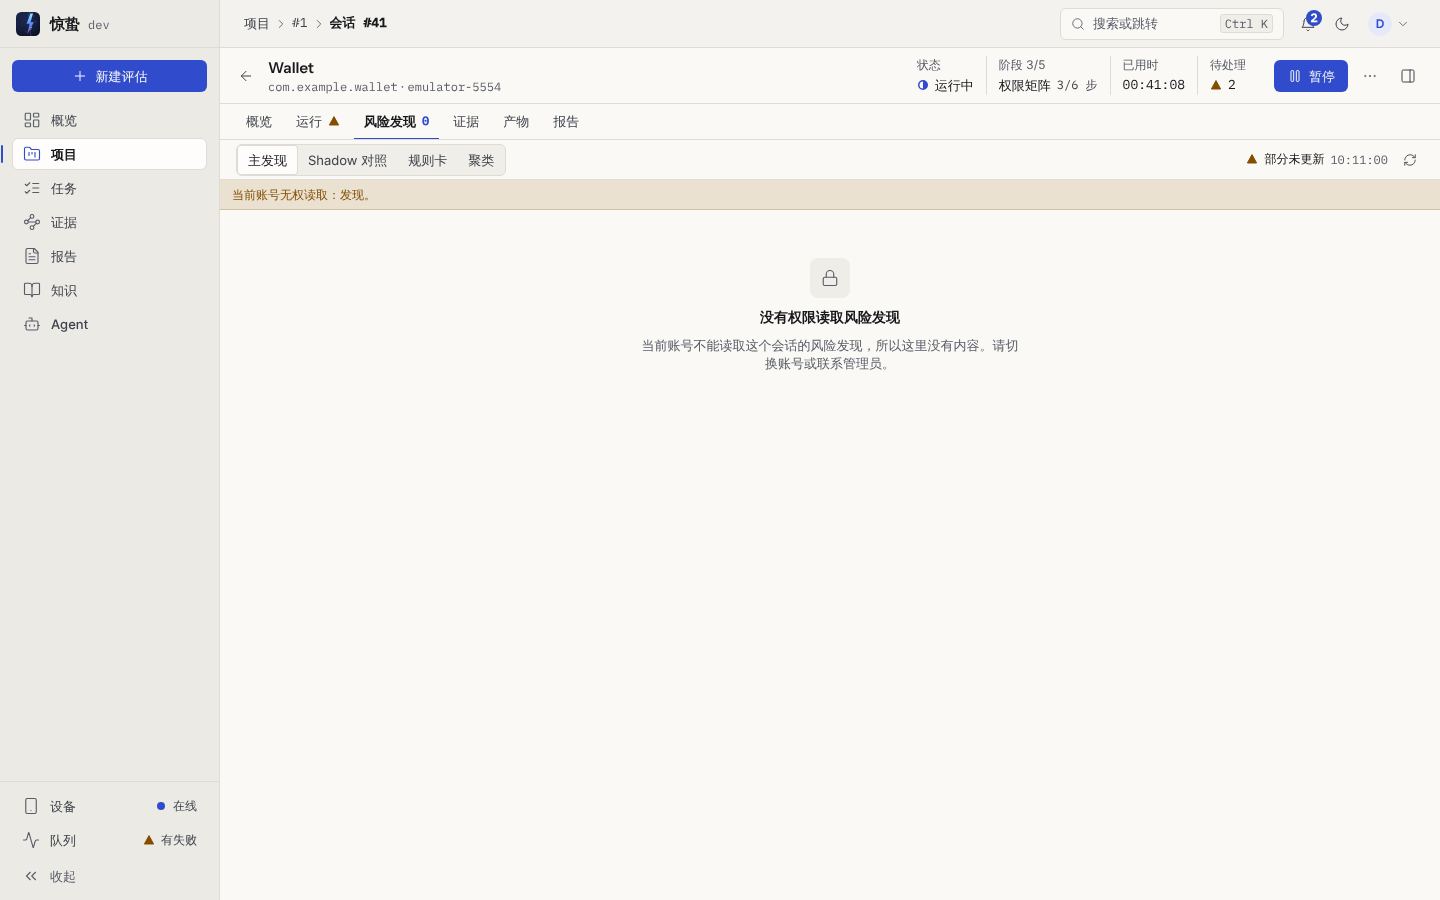 惊蛰 dev
项目 #1 会话 #41
搜索或跳转 Ctrl K
2
D
新建评估
概览
项目
任务
证据
报告
知识
Agent
设备 在线
队列 有失败
收起
Wallet
com.example.wallet·emulator-5554
状态
运行中
阶段 3/5
权限矩阵 3/6 步
已用时
00:41:08
待处理
2
暂停
概览 运行 风险发现 0 证据 产物 报告
主发现 Shadow 对照 规则卡 聚类
部分未更新 10:11:00
当前账号无权读取：发现。
没有权限读取风险发现
当前账号不能读取这个会话的风险发现，所以这里没有内容。请切
换账号或联系管理员。